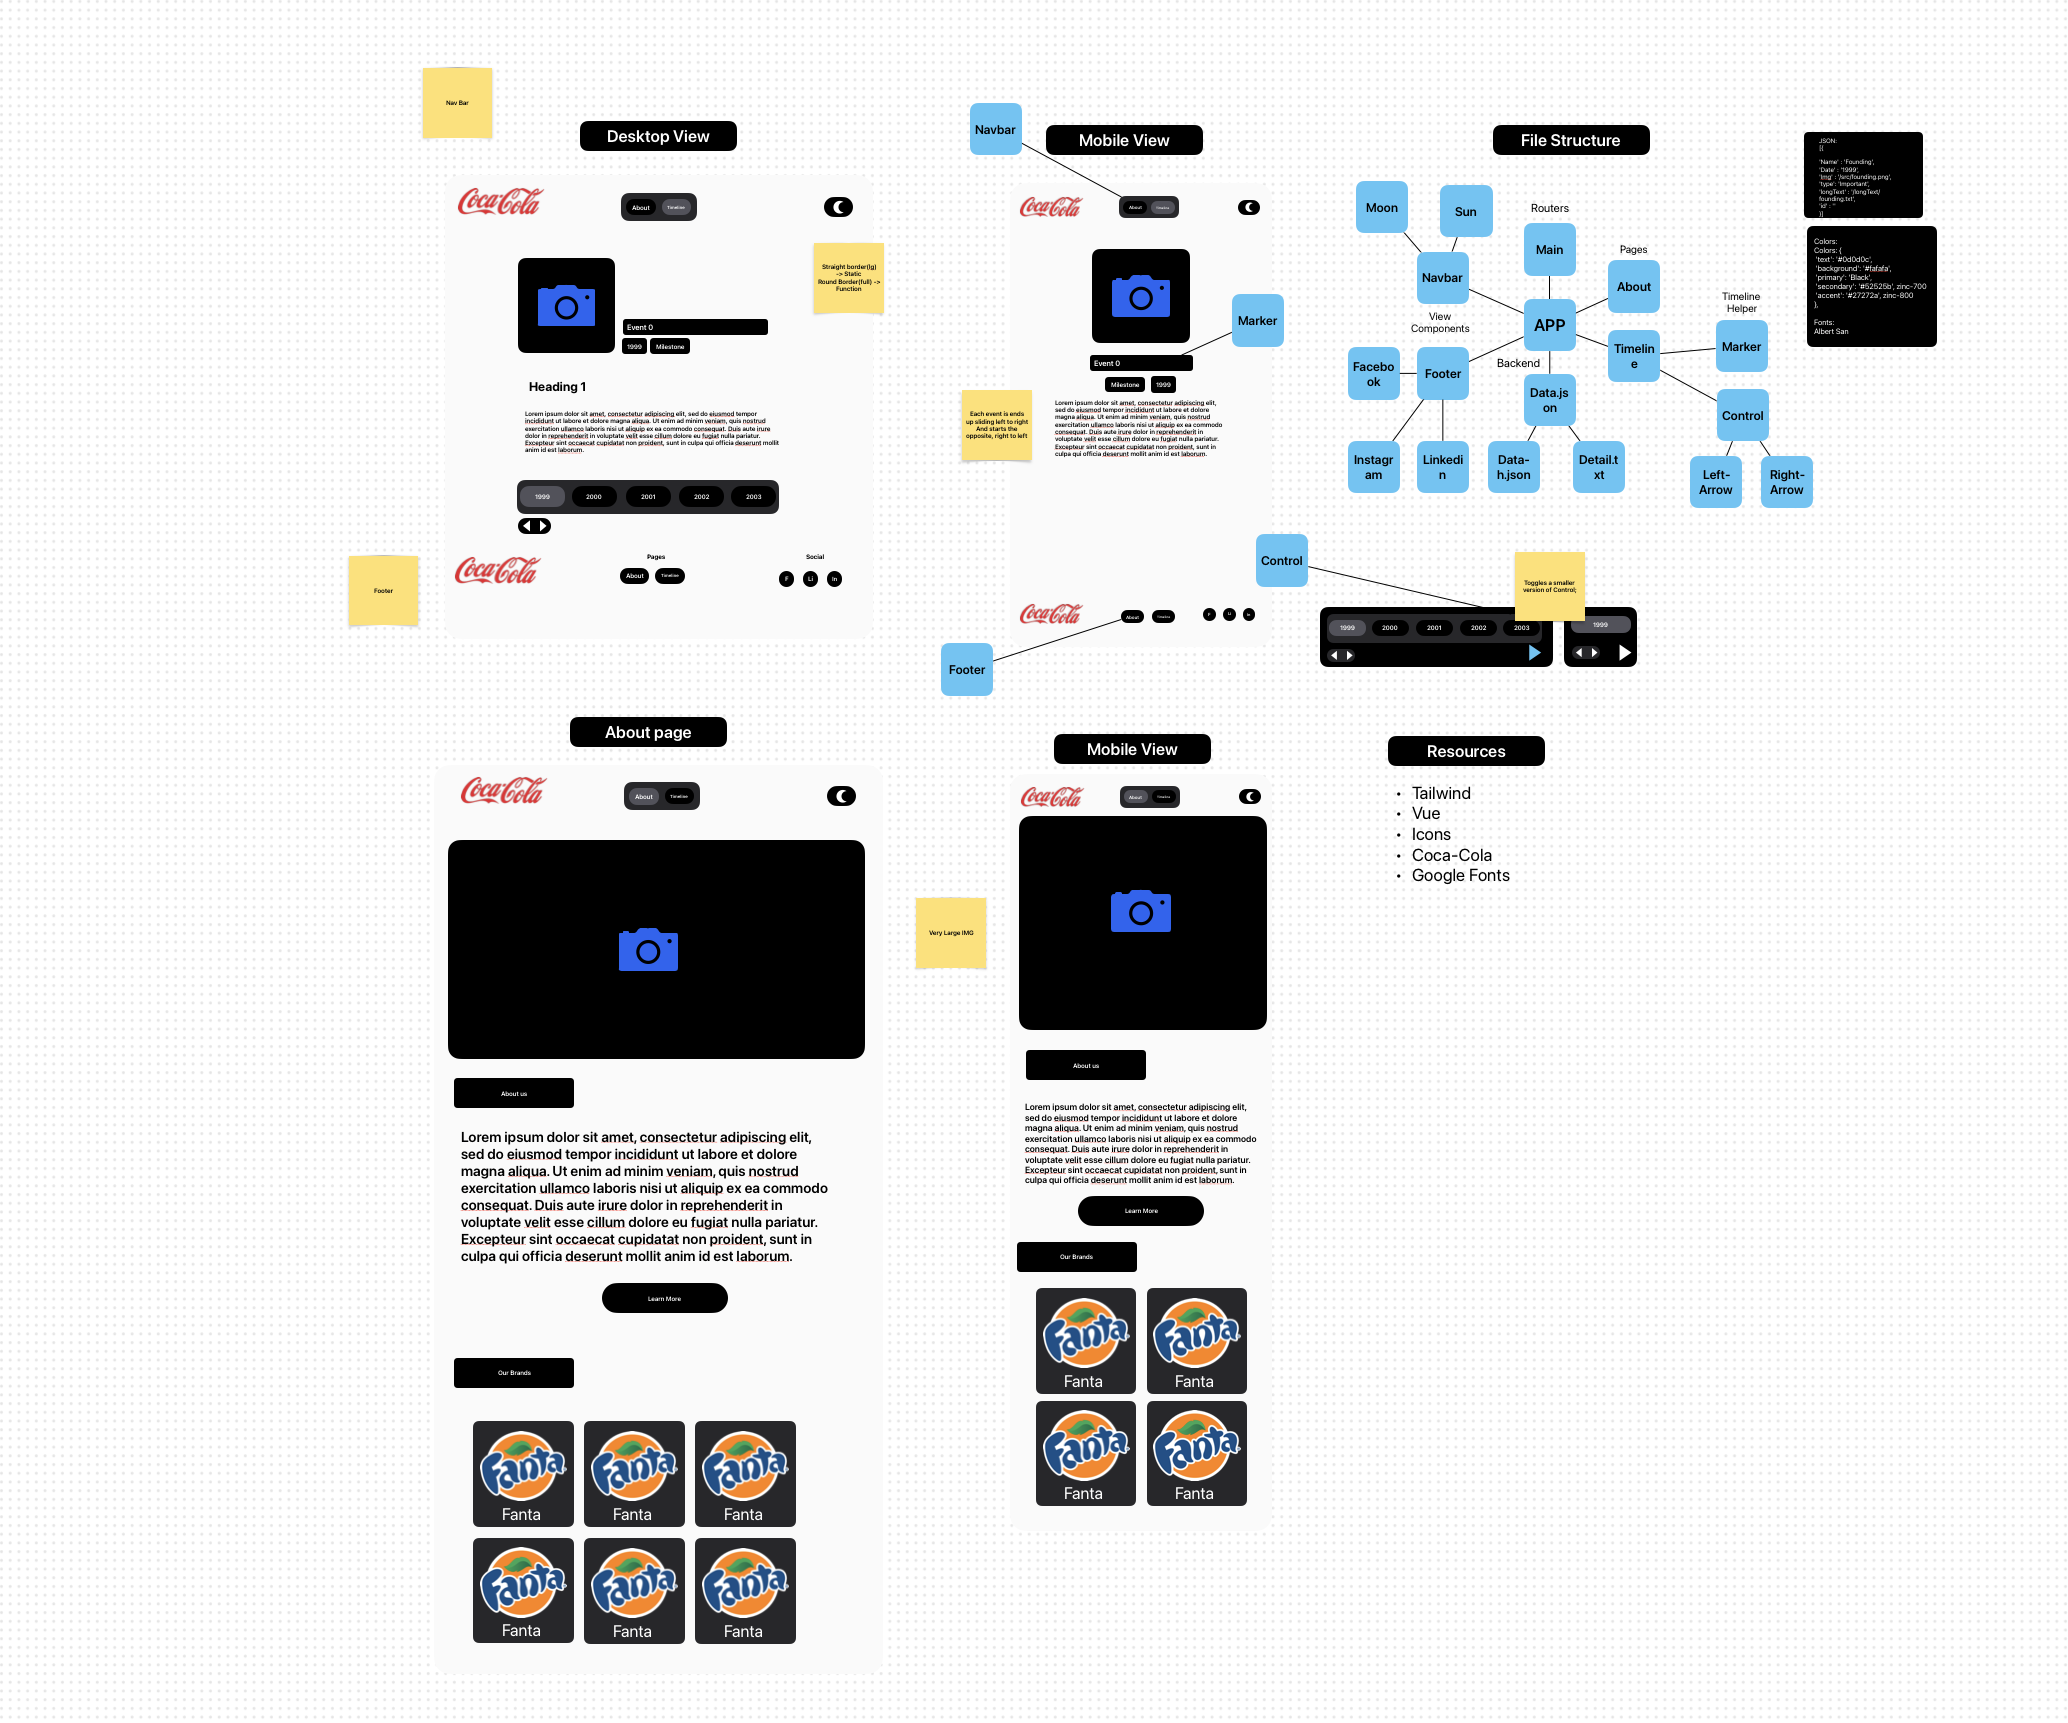 Nav Bar
Desktop View
Coca-Cola
About
Timeline
Straight border(lg)
-> Static
Round Border(full) ->
Function
Event 0
1999
Milestone
Heading 1
Lorem ipsum dolor sit amet, consectetur adipiscing elit, sed do eiusmod tempor
incididunt ut labore et dolore magna aliqua. Ut enim ad minim veniam, quis nostrud
exercitation ullamco laboris nisi ut aliquip ex ea commodo consequat. Duis aute irure
dolor in reprehenderit in voluptate velit esse cillum dolore eu fugiat nulla pariatur.
Excepteur sint occaecat cupidatat non proident, sunt in culpa qui officia deserunt mollit
anim id est laborum.
1999
2000
2001
2002
2003
Footer
Coca-Cola
Pages
About
Timeline
Social
F
Li
In
Navbar
Mobile View
Coca-Cola
About
Timeline
Marker
Event 0
Milestone
1999
Each event is ends
up sliding left to right
And starts the
opposite, right to left
Lorem ipsum dolor sit amet, consectetur adipiscing elit,
sed do eiusmod tempor incididunt ut labore et dolore
magna aliqua. Ut enim ad minim veniam, quis nostrud
exercitation ullamco laboris nisi ut aliquip ex ea commodo
consequat. Duis aute irure dolor in reprehenderit in
voluptate velit esse cillum dolore eu fugiat nulla pariatur.
Excepteur sint occaecat cupidatat non proident, sunt in
culpa qui officia deserunt mollit anim id est laborum.
Coca-Cola
About
Timeline
F
Li
In
Footer
File Structure
Moon
Sun
Routers
Main
Navbar
Pages
About
View
Components
APP
Timelin
e
Timeline
Helper
Marker
Facebo
ok
Footer
Backend
Data.js
on
Control
Instagr
am
Linkedi
n
Data-
h.json
Detail.t
xt
Left-
Arrow
Right-
Arrow
JSON:
[{
'Name' : 'Founding',
'Date' : '1999',
'Img' : '/src/founding.png',
'type': 'Important',
'longText' : '/longText/
founding.txt',
'id' : ''
}]
Colors:
Colors: {
'text': '#0d0d0c',
'background': '#fafafa',
'primary': 'Black',
'secondary': '#52525b', zinc-700
'accent': '#27272a', zinc-800
},
Fonts:
Albert San
Control
Toggles a smaller
version of Control;
1999
2000
2001
2002
2003
1999
About page
Coca-Cola
About
Timeline
About us
Lorem ipsum dolor sit amet, consectetur adipiscing elit,
sed do eiusmod tempor incididunt ut labore et dolore
magna aliqua. Ut enim ad minim veniam, quis nostrud
exercitation ullamco laboris nisi ut aliquip ex ea commodo
consequat. Duis aute irure dolor in reprehenderit in
voluptate velit esse cillum dolore eu fugiat nulla pariatur.
Excepteur sint occaecat cupidatat non proident, sunt in
culpa qui officia deserunt mollit anim id est laborum.
Learn More
Our Brands
Fanta
Fanta
Fanta
Fanta
Fanta
Fanta
Fanta
Fanta
Fanta
Fanta
Fanta
Fanta
Mobile View
Coca-Cola
About
Timeline
Very Large IMG
About us
Lorem ipsum dolor sit amet, consectetur adipiscing elit,
sed do eiusmod tempor incididunt ut labore et dolore
magna aliqua. Ut enim ad minim veniam, quis nostrud
exercitation ullamco laboris nisi ut aliquip ex ea commodo
consequat. Duis aute irure dolor in reprehenderit in
voluptate velit esse cillum dolore eu fugiat nulla pariatur.
Excepteur sint occaecat cupidatat non proident, sunt in
culpa qui officia deserunt mollit anim id est laborum.
Learn More
Our Brands
Fanta
Fanta
Fanta
Fanta
Fanta
Fanta
Fanta
Fanta
Resources
• Tailwind
• Vue
• Icons
• Coca-Cola
• Google Fonts